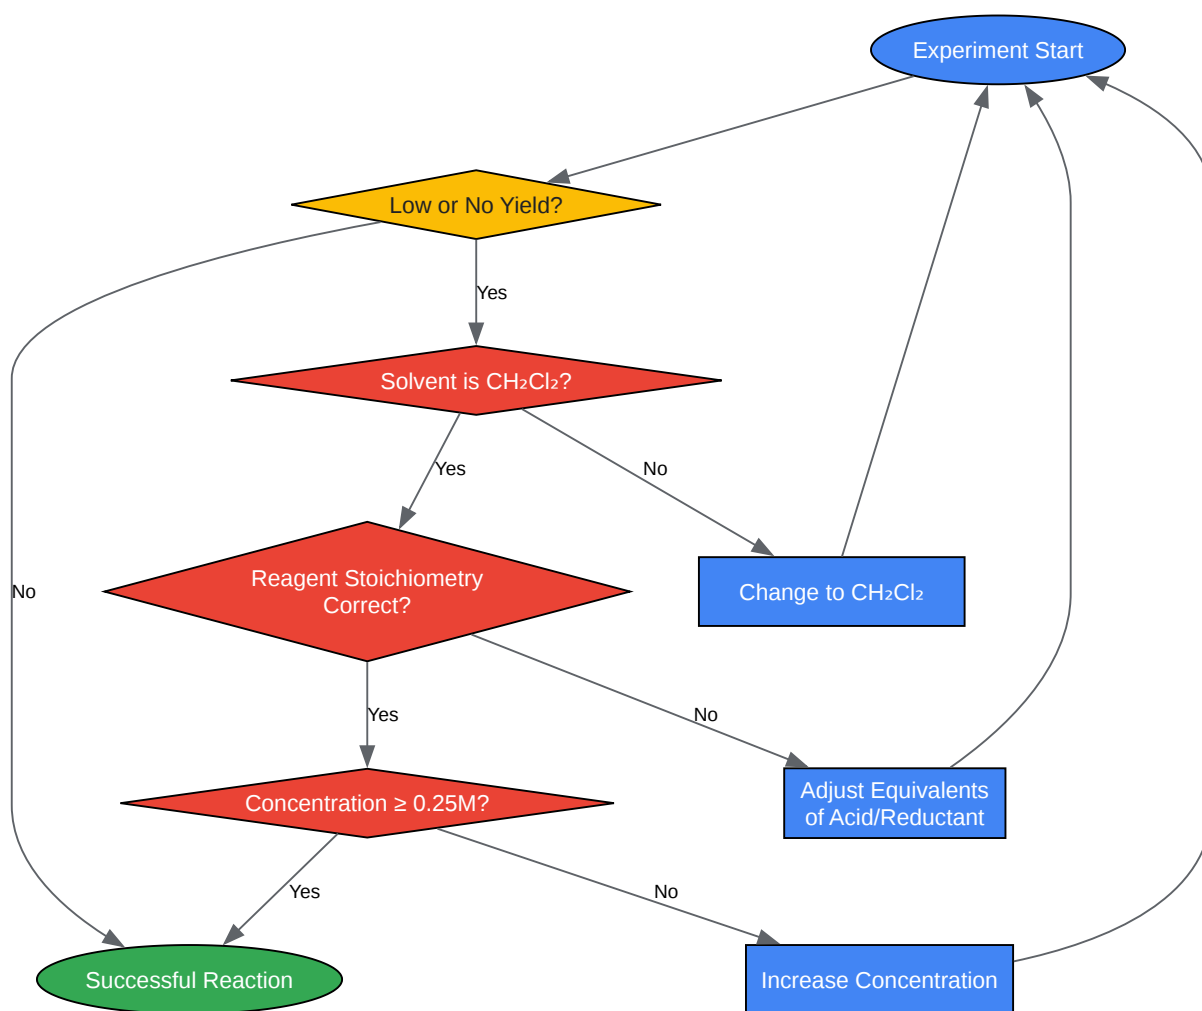 Experiment Start
Low or No Yield?
Yes
Solvent is CH₂Cl₂?
Yes
No
No
Reagent Stoichiometry
Correct?
Change to CH₂Cl₂
Yes
No
Concentration ≥ 0.25M?
Adjust Equivalents
of Acid/Reductant
Yes
No
Successful Reaction
Increase Concentration